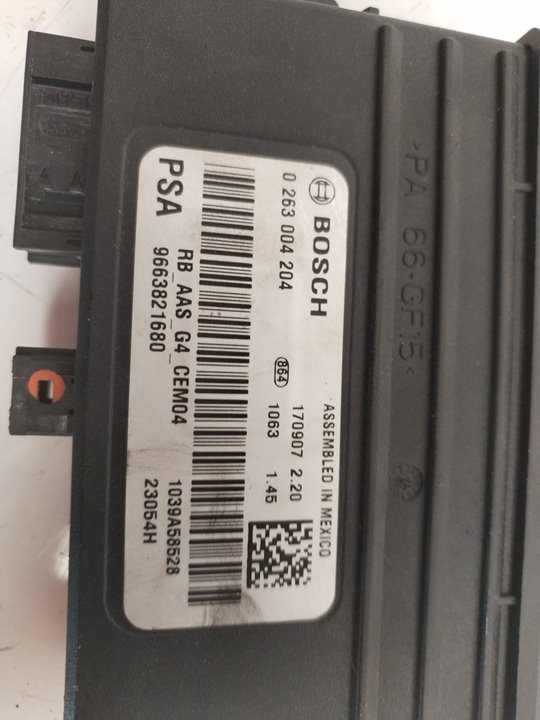 BOSCH
ASSEMBLED IN MEXICO
0 263 004 204
B64
170907 2.20
1063 1.45
PSA
RB_AAS_G4_CEM04
1039A58528
9663821680
23054H
>PA 66-GF15<